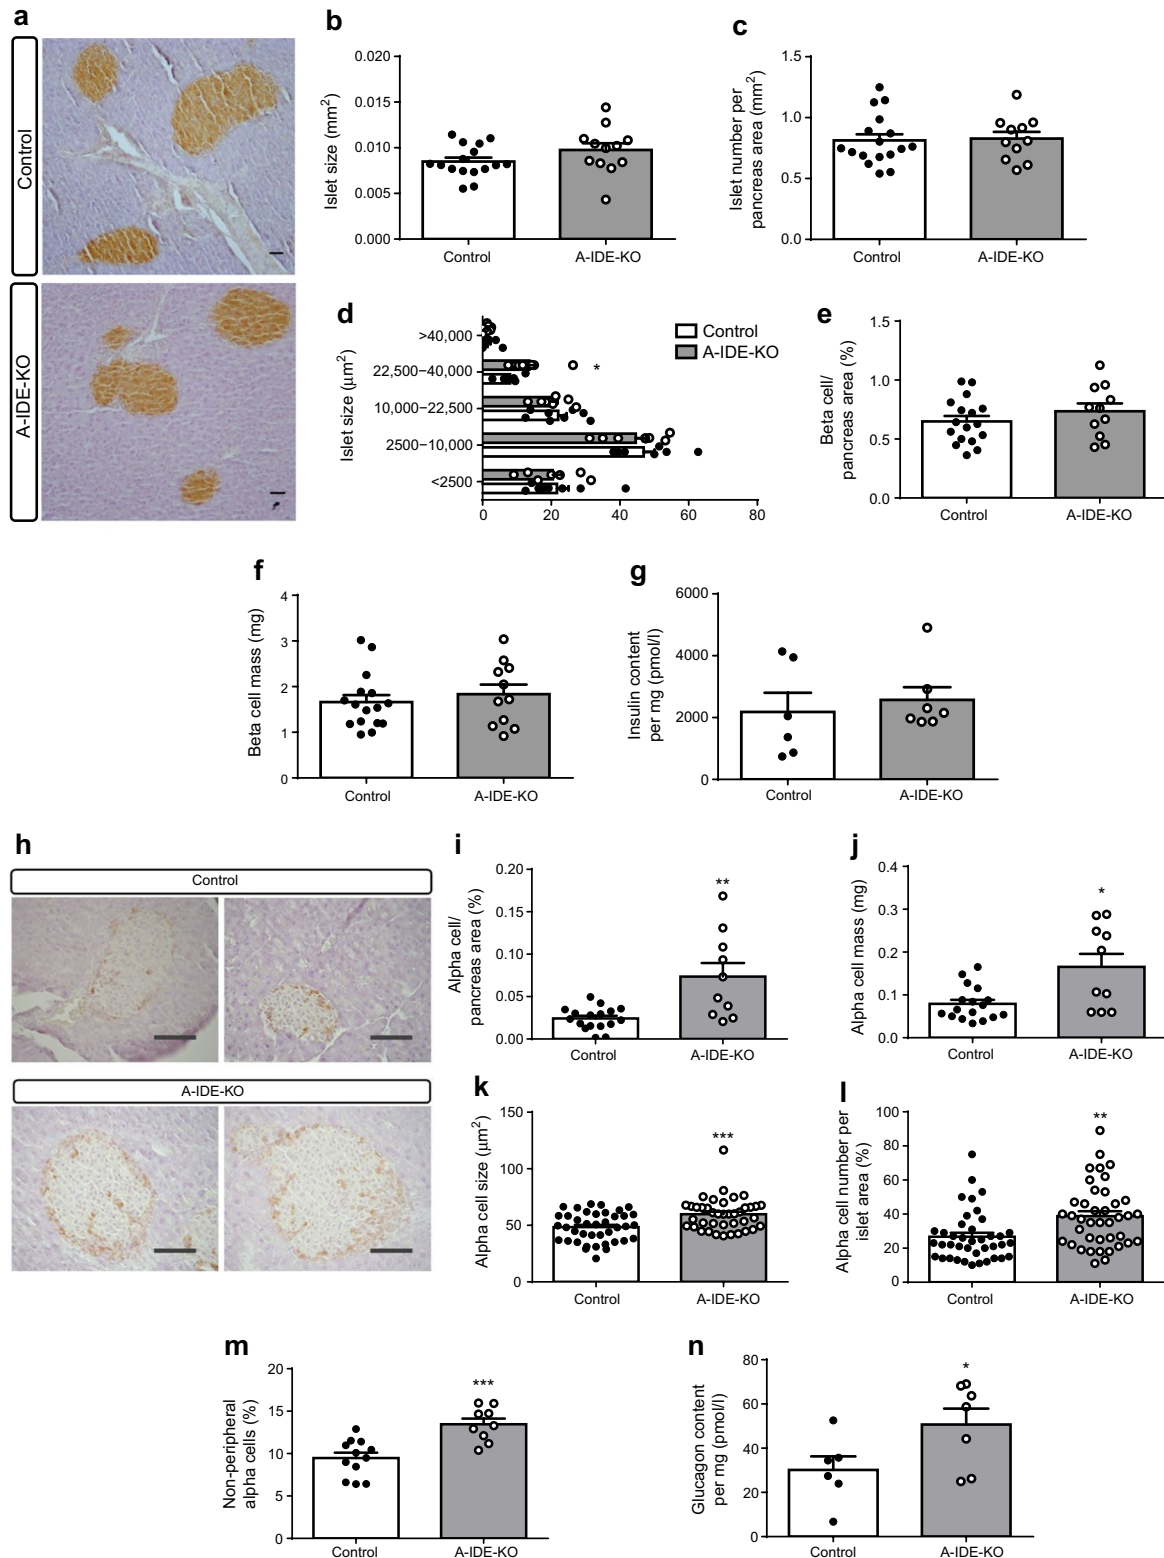 a
Control
A-IDE-KO
b
Islet size (mm²)
0.020
0.015
0.010
0.005
0.000
Control
A-IDE-KO
c
Islet number per
pancreas area (mm²)
1.5
1.0
0.5
0.0
Control
A-IDE-KO
d
Islet size (μm²)
>40,000
22,500–40,000
10,000–22,500
2500–10,000
<2500
*
0
20
40
60
80
Control
A-IDE-KO
e
Beta cell/
pancreas area (%)
1.5
1.0
0.5
0.0
Control
A-IDE-KO
f
Beta cell mass (mg)
4
3
2
1
0
Control
A-IDE-KO
g
Insulin content
per mg (pmol/l)
6000
4000
2000
0
Control
A-IDE-KO
h
Control
A-IDE-KO
i
Alpha cell/
pancreas area (%)
0.20
0.15
0.10
0.05
0.00
**
Control
A-IDE-KO
j
Alpha cell mass (mg)
0.4
0.3
0.2
0.1
0.0
*
Control
A-IDE-KO
k
Alpha cell size (μm²)
150
100
50
0
***
Control
A-IDE-KO
l
Alpha cell number per
islet area (%)
100
80
60
40
20
0
**
Control
A-IDE-KO
m
Non-peripheral
alpha cells (%)
20
15
10
5
0
***
Control
A-IDE-KO
n
Glucagon content
per mg (pmol/l)
80
60
40
20
0
*
Control
A-IDE-KO